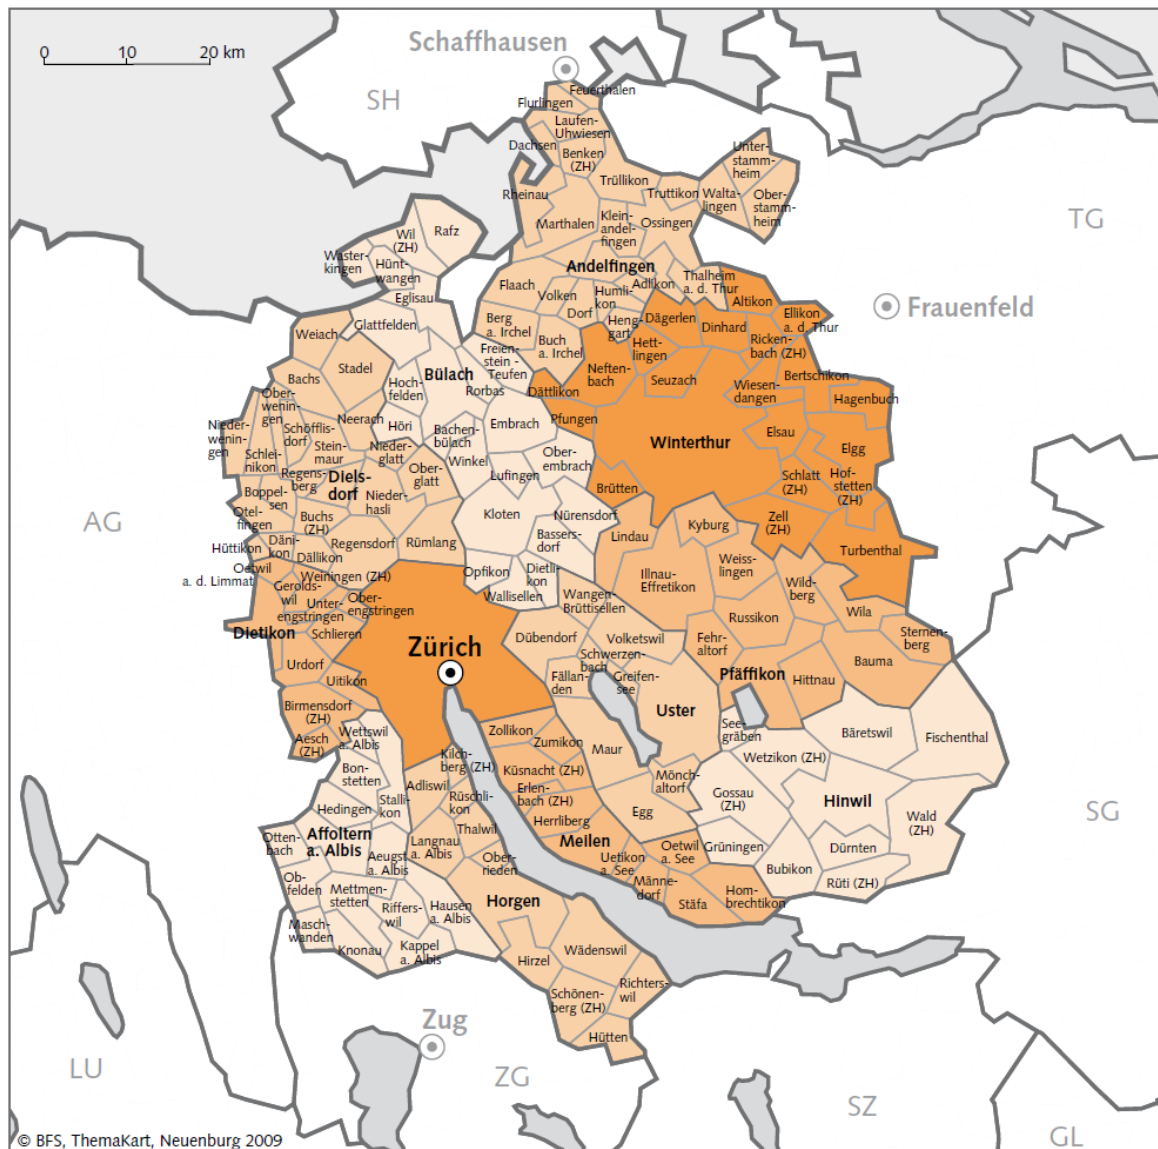 0 10 20 km
Schaffhausen
SH
Feuerthalen
Flurlingen
Laufen-
Uhwiesen
Dachsen
Benken
(ZH)
Unter-
stamm-
heim
Trüllikon
Rheinau
Truttikon
Walta-
lingen
Ober-
stamm-
heim
TG
Marthalen
Klein-
andel-
fingen
Ossingen
Rafz
Wil
(ZH)
Waster-
kingen
Hünt-
wangen
Andelfingen
Thalheim
a. d. Thur
Adlikon
Flaach
Volken
Humli-
kon
Dorf
Altikon
Ellikon
a. d. Thur
Frauenfeld
Eglisau
Glattfelden
Berg
a. Irchel
Buch
a. Irchel
Heng-
gart
Dägerlen
Dinhard
Ricken-
bach (ZH)
Weiach
Stadel
Bachs
Freien-
stein -
Teufen
Hett-
lingen
Neften-
bach
Seuzach
Wiesen-
dangen
Bertschikon
Hagenbuch
Bülach
Hoch-
felden
Rorbas
Dättlikon
Pfungen
Ober-
wenin-
gen
Nieder-
wenin-
gen
Schöfflis-
dorf
Neerach
Höri
Bachen-
bülach
Embrach
Winterthur
Elsau
Elgg
Schlei-
nikon
Stein-
maur
Nieder-
glatt
Winkel
Ober-
embrach
Lufingen
Schlatt
(ZH)
Hof-
stetten
(ZH)
Regens-
berg
Diels-
dorf
Ober-
glatt
Brütten
Boppel-
sen
Nieder-
hasli
Otel-
fingen
Buchs
(ZH)
Kloten
Nürensdorf
Kyburg
Zell
(ZH)
AG
Hüttikon
Däni-
kon
Dällikon
Regensdorf
Rümlang
Bassers-
dorf
Lindau
Turbenthal
Oetwil
a. d. Limmat
Weiningen (ZH)
Opfikon
Dietli-
kon
Illnau-
Effretikon
Weiss-
lingen
Wild-
berg
Gerolds-
wil
Unter-
engstringen
Ober-
engstringen
Wallisellen
Wangen-
Brüttisellen
Wila
Dietikon
Schlieren
Russikon
Sternen-
berg
Zürich
Dübendorf
Volketswil
Fehr-
altorf
Urdorf
Schwerzen-
bach
Bauma
Uitikon
Fällan-
den
Greifen-
see
Pfäffikon
Hittnau
Birmensdorf
(ZH)
Uster
Aesch
(ZH)
Wettswil
a. Albis
Zollikon
See-
gräben
Bäretswil
Fischenthal
Zumikon
Maur
Kilch-
berg (ZH)
Wetzikon (ZH)
Bon-
stetten
Küsnacht (ZH)
Mönch-
altorf
Adliswil
Erlen-
bach (ZH)
Gossau
(ZH)
Hinwil
Stalli-
kon
Rüschli-
kon
Hedingen
Egg
Herrliberg
Wald
(ZH)
SG
Thalwil
Affoltern
a. Albis
Otten-
bach
Langnau
a. Albis
Meilen
Oetwil
a. See
Grüningen
Dürnten
Aeugst
a. Albis
Ober-
rieden
Uetikon
a. See
Bubikon
Ob-
felden
Mettmen-
stetten
Männe-
dorf
Rüti (ZH)
Horgen
Stäfa
Hom-
brechtikon
Riffers-
wil
Hausen
a. Albis
Masch-
wanden
Knonau
Kappel
a. Albis
Wädenswil
Hirzel
Richters-
wil
Schönen-
berg (ZH)
Zug
Hütten
LU
ZG
SZ
GL
© BFS, ThemaKart, Neuenburg 2009